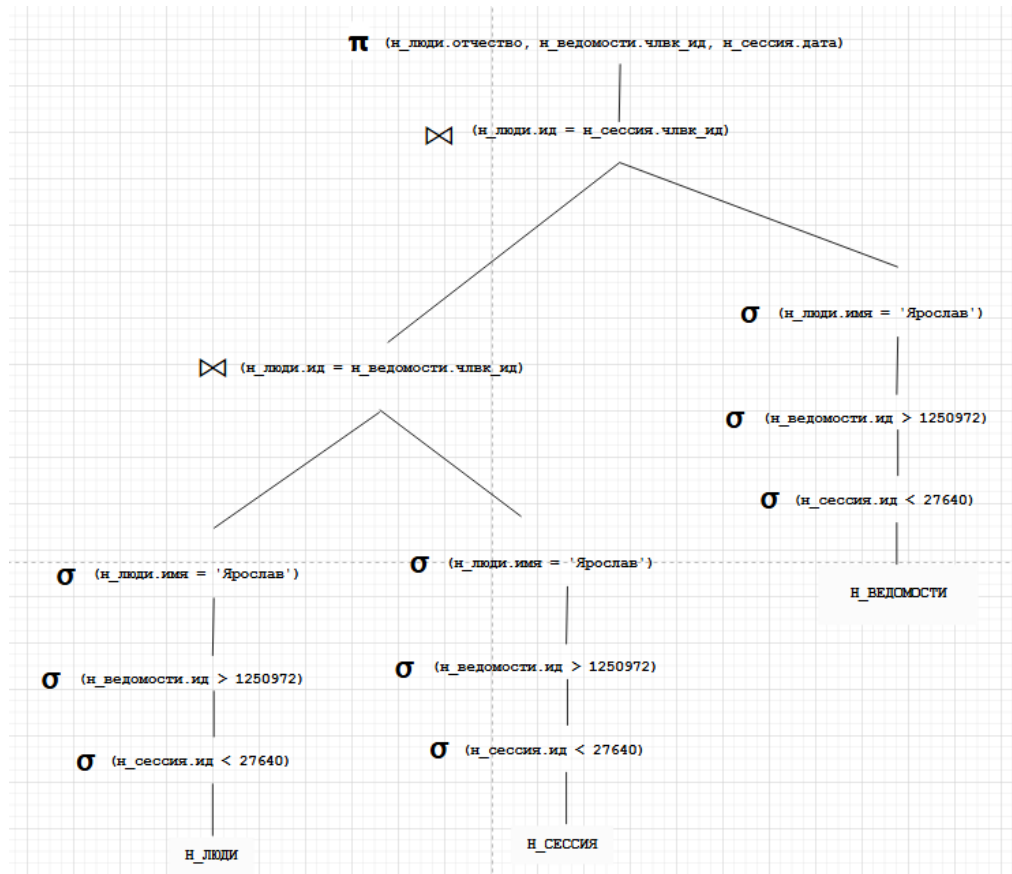 π (н_люди.отчество, н_ведомости.члвк_ид, н_сессия.дата)
⋈ (н_люди.ид = н_сессия.члвк_ид)
σ (н_люди.имя = 'Ярослав')
⋈ (н_люди.ид = н_ведомости.члвк_ид)
σ (н_ведомости.ид > 1250972)
σ (н_сессия.ид < 27640)
Н_ВЕДОМОСТИ
σ (н_люди.имя = 'Ярослав')
σ (н_ведомости.ид > 1250972)
σ (н_сессия.ид < 27640)
Н_ЛЮДИ
σ (н_люди.имя = 'Ярослав')
σ (н_ведомости.ид > 1250972)
σ (н_сессия.ид < 27640)
Н_СЕССИЯ